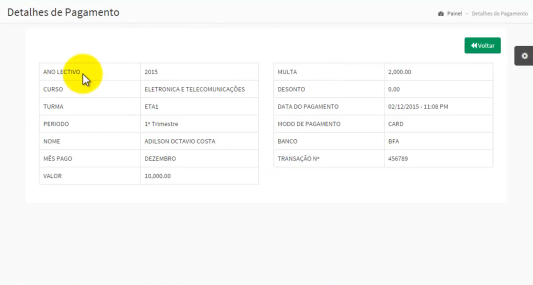 Detalhes de Pagamento
Painel - Detalhes de Pagamento
Voltar
ANO LECTIVO 2015
CURSO ELETRONICA E TELECOMUNICAÇÕES
TURMA ETA1
PERIODO 1º Trimestre
NOME ADILSON OCTAVIO COSTA
MÊS PAGO DEZEMBRO
VALOR 10,000.00
MULTA 2,000.00
DESONTO 0.00
DATA DO PAGAMENTO 02/12/2015 - 11:08 PM
MODO DE PAGAMENTO CARD
BANCO BFA
TRANSAÇÃO Nº 456789